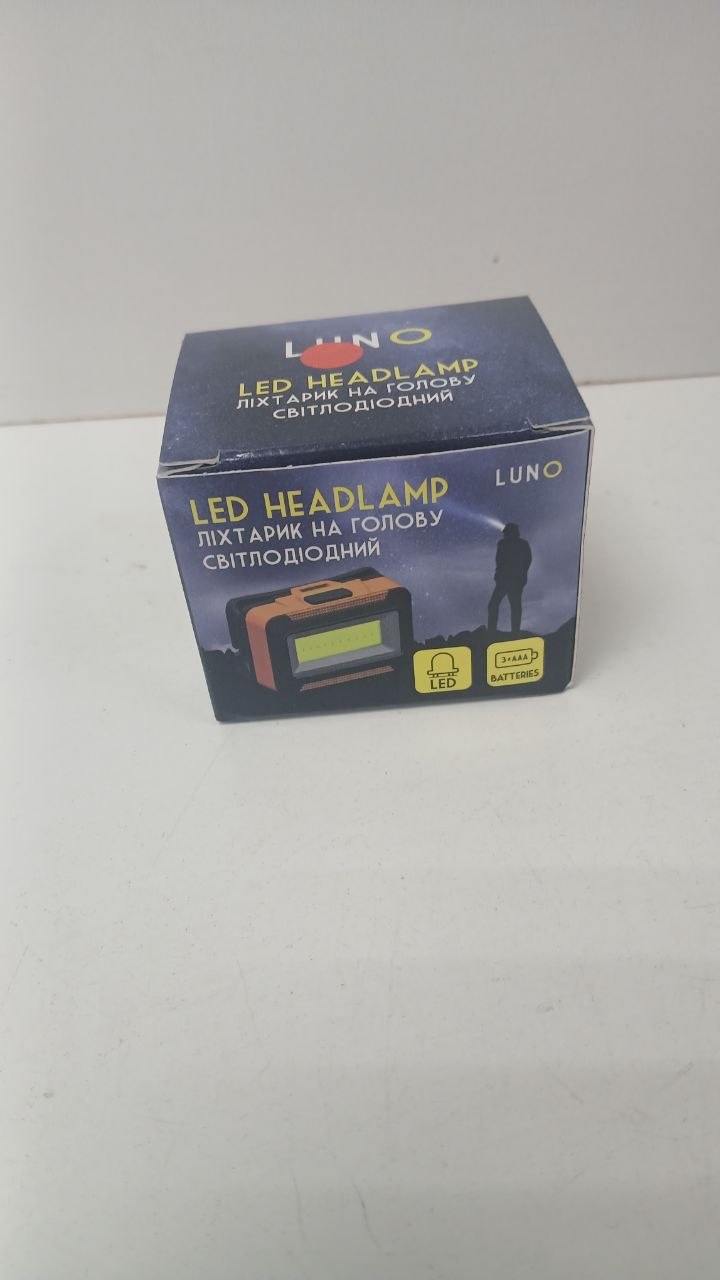 LUNO
LED HEADLAMP
ЛІХТАРИК НА ГОЛОВУ
СВІТЛОДІОДНИЙ
LUNO
LED HEADLAMP
ЛІХТАРИК НА ГОЛОВУ
СВІТЛОДІОДНИЙ
LED
3×AAA
BATTERIES